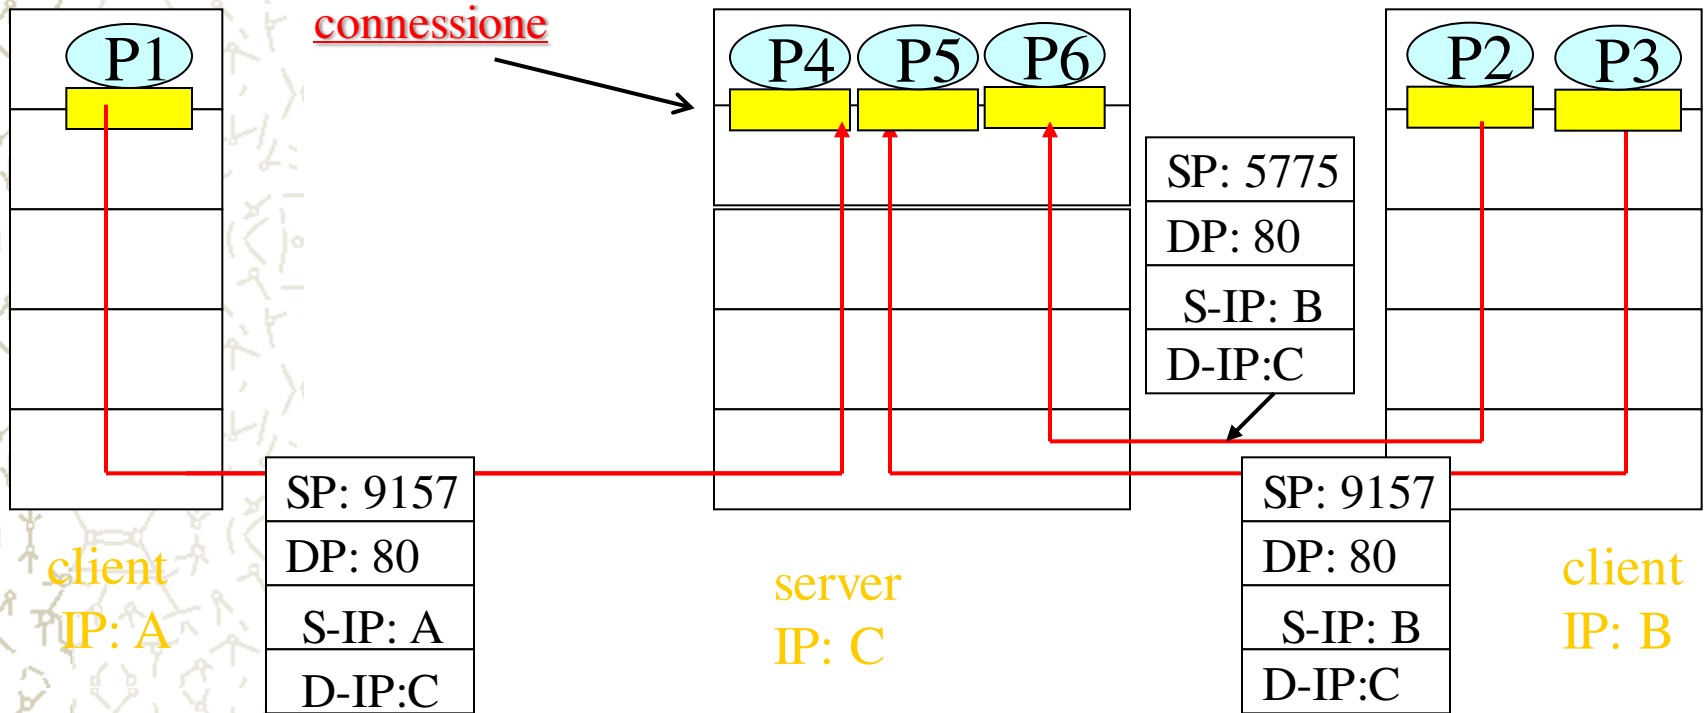 connessione
P1
P4
P5
P6
P2
P3
SP: 5775
DP: 80
S-IP: B
D-IP:C
SP: 9157
DP: 80
S-IP: A
D-IP:C
SP: 9157
DP: 80
S-IP: B
D-IP:C
client
IP: A
server
IP: C
client
IP: B